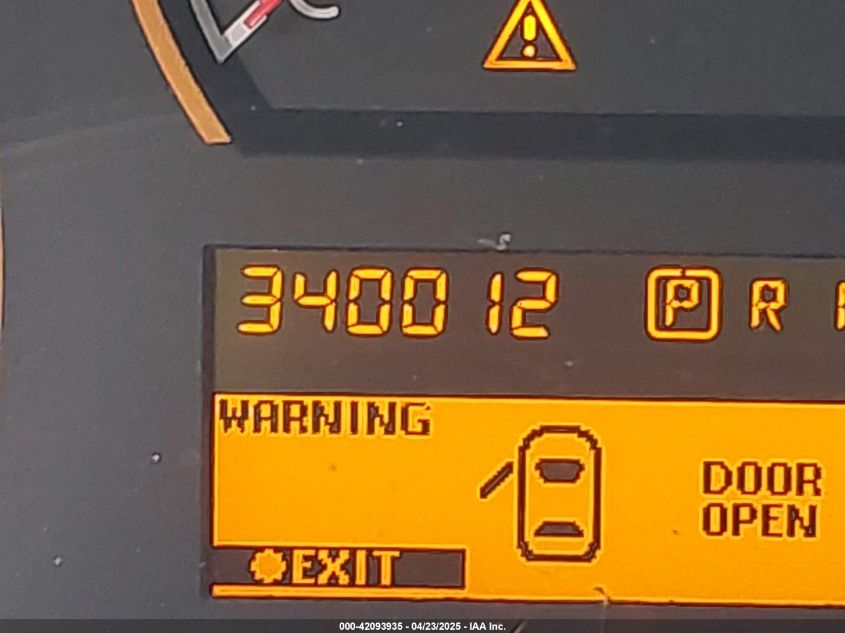 340012 P R
WARNING
DOOR
OPEN
EXIT
000-42093935 - 04/23/2025 - IAA Inc.